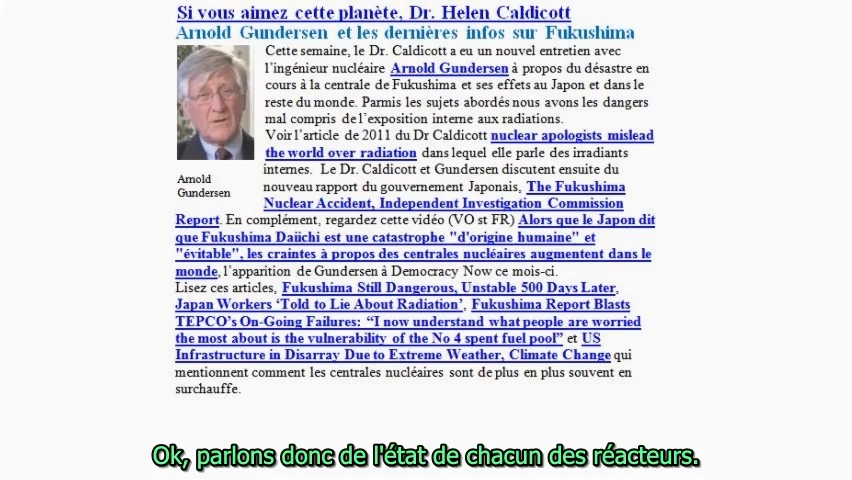 Si vous aimez cette planète, Dr. Helen Caldicott
Arnold Gundersen et les dernières infos sur Fukushima
Cette semaine, le Dr. Caldicott a eu un nouvel entretien avec
l'ingénieur nucléaire Arnold Gundersen à propos du désastre en
cours à la centrale de Fukushima et ses effets au Japon et dans le
reste du monde. Parmis les sujets abordés nous avons les dangers
mal compris de l'exposition interne aux radiations.
Voir l'article de 2011 du Dr Caldicott nuclear apologists mislead
the world over radiation dans lequel elle parle des irradiants
internes. Le Dr. Caldicott et Gundersen discutent ensuite du
nouveau rapport du gouvernement Japonais, The Fukushima
Nuclear Accident, Independent Investigation Commission
Report. En complément, regardez cette vidéo (VO st FR) Alors que le Japon dit
que Fukushima Daiichi est une catastrophe "d'origine humaine" et
"évitable", les craintes à propos des centrales nucléaires augmentent dans le
monde, l'apparition de Gundersen à Democracy Now ce mois-ci.
Lisez ces articles, Fukushima Still Dangerous, Unstable 500 Days Later,
Japan Workers ‘Told to Lie About Radiation’, Fukushima Report Blasts
TEPCO’s On-Going Failures: “I now understand what people are worried
the most about is the vulnerability of the No 4 spent fuel pool” et US
Infrastructure in Disarray Due to Extreme Weather, Climate Change qui
mentionnent comment les centrales nucléaires sont de plus en plus souvent en
surchauffe.
Arnold
Gundersen
Ok, parlons donc de l'état de chacun des réacteurs.